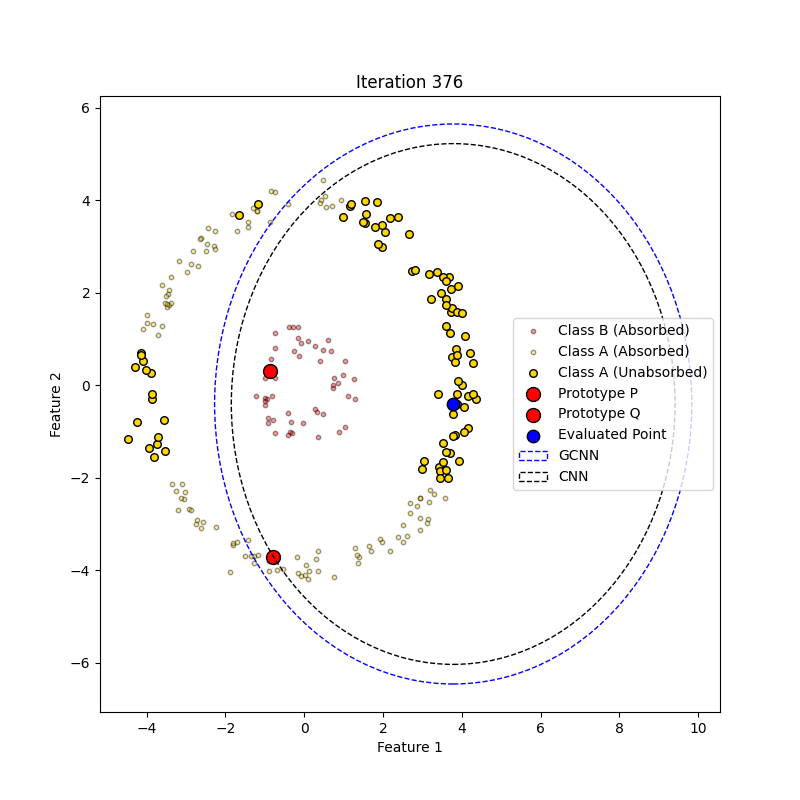 Iteration 376
6
4
2
0
−2
−4
−6
Feature 2
Class B (Absorbed)
Class A (Absorbed)
Class A (Unabsorbed)
Prototype P
Prototype Q
Evaluated Point
GCNN
CNN
−4
−2
0
2
4
6
8
10
Feature 1